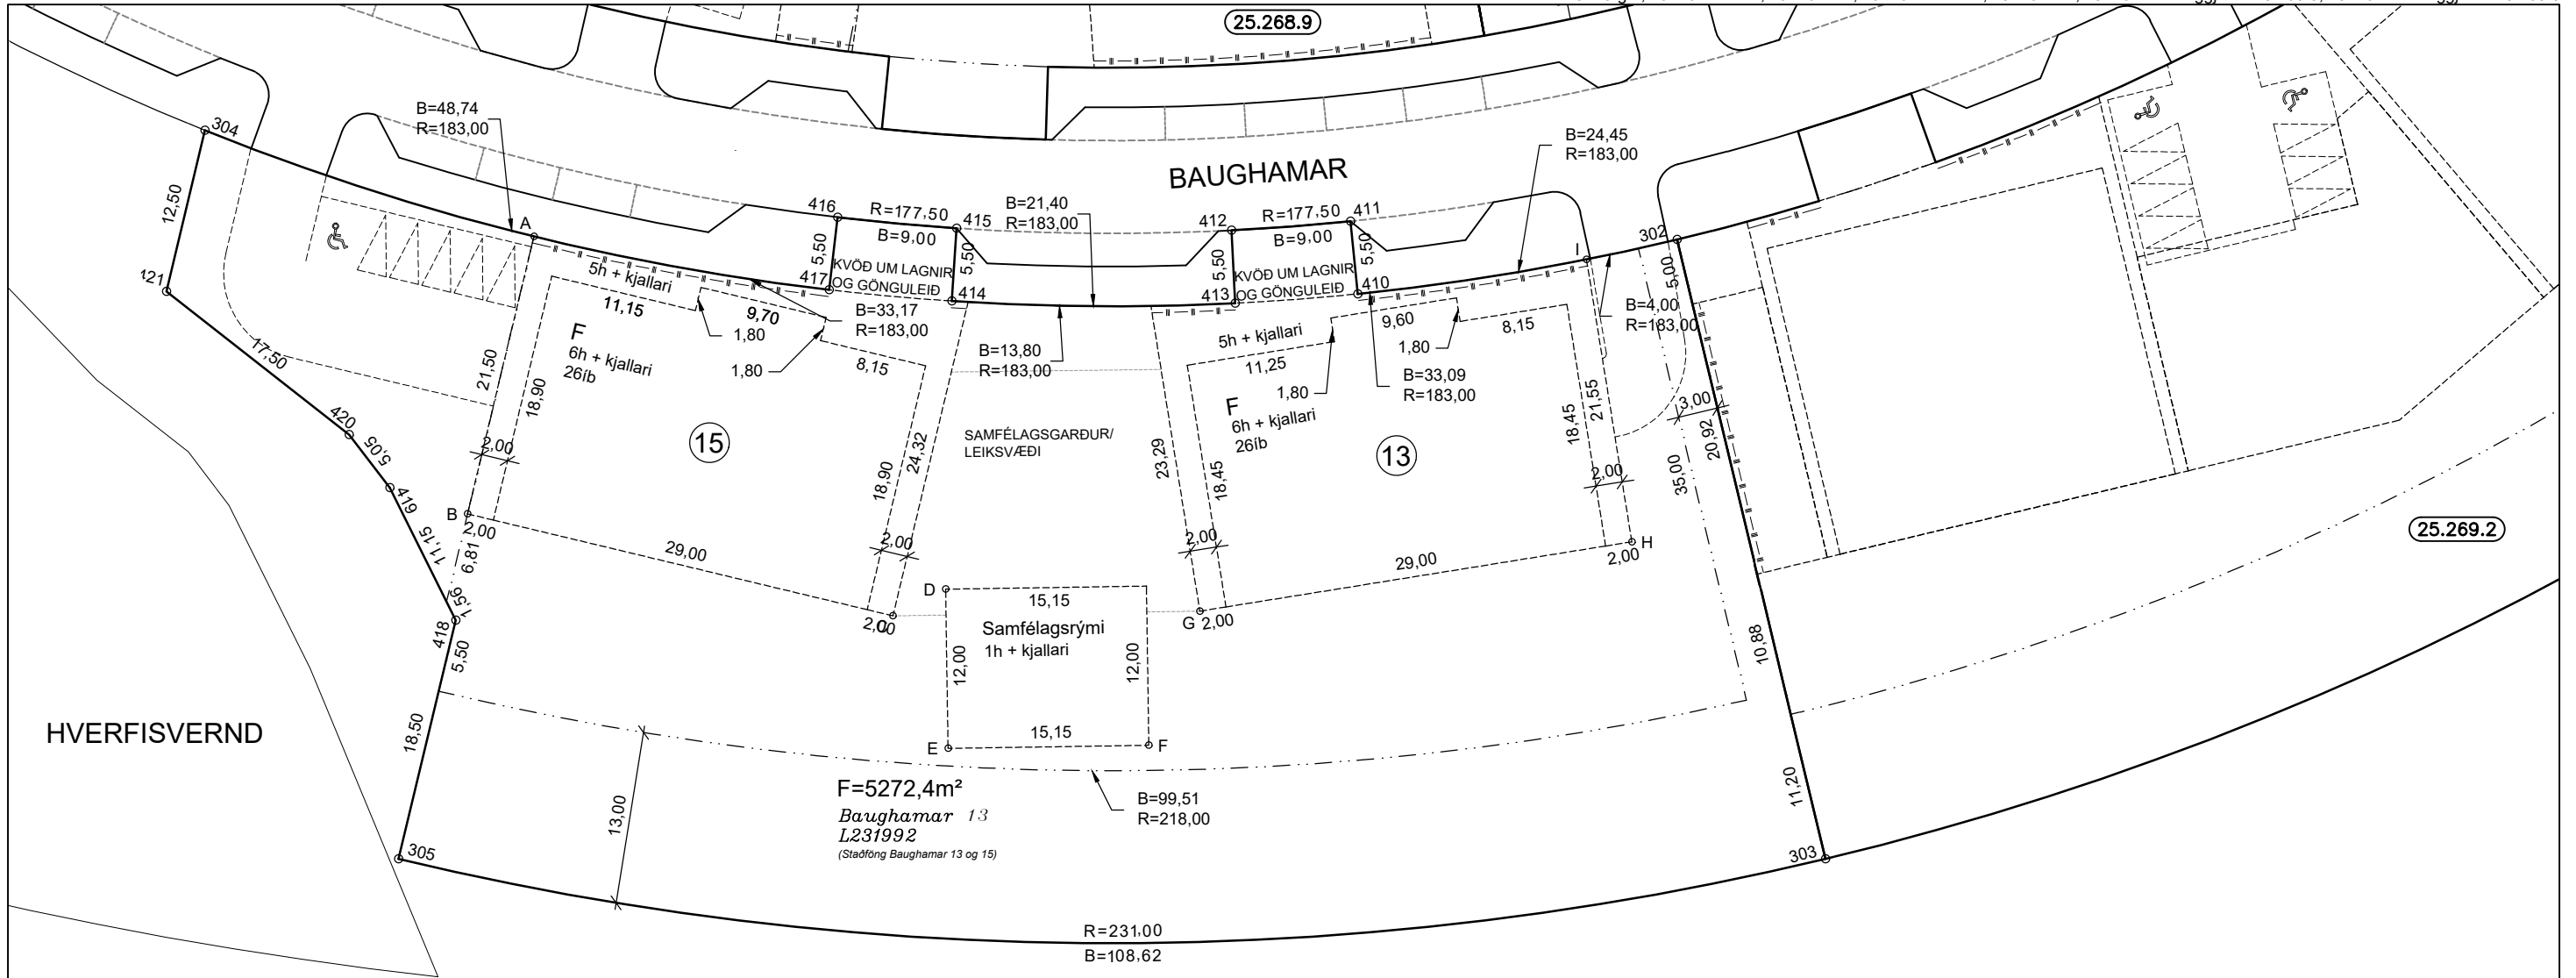 25.268.9
B=48,74
R=183,00
304
12,50
421
17,50
420
5,05
419
11,15
1,56
418
5,50
18,50
305
HVERFISVERND
A
416
R=177,50
415
B=9,00
5,50
5,50
KVÖÐ UM LAGNIR
OG GÖNGULEIÐ
417
414
B=21,40
R=183,00
BAUGHAMAR
412
R=177,50
411
B=9,00
5,50
5,50
KVÖÐ UM LAGNIR
OG GÖNGULEIÐ
413
410
B=24,45
R=183,00
I
302
5h + kjallari
11,15
9,70
1,80
B=33,17
R=183,00
F
6h + kjallari
26íb
1,80
8,15
21,50
18,90
2,00
15
18,90
24,32
2,00
B
2,00
6,81
29,00
2,00
C
B=13,80
R=183,00
SAMFÉLAGSGARÐUR/
LEIKSVÆÐI
5h + kjallari
11,25
9,60
1,80
8,15
1,80
B=33,09
R=183,00
F
6h + kjallari
26íb
13
23,29
18,45
2,00
18,45
21,55
2,00
B=4,00
R=183,00
5,00
3,00
20,92
35,00
10,88
11,20
G
2,00
29,00
2,00
H
D
15,15
Samfélagsrými
1h + kjallari
12,00
12,00
15,15
E
F
25.269.2
F=5272,4m²
Baughamar 13
L231992
(Staðföng Baughamar 13 og 15)
B=99,51
R=218,00
13,00
303
R=231,00
B=108,62